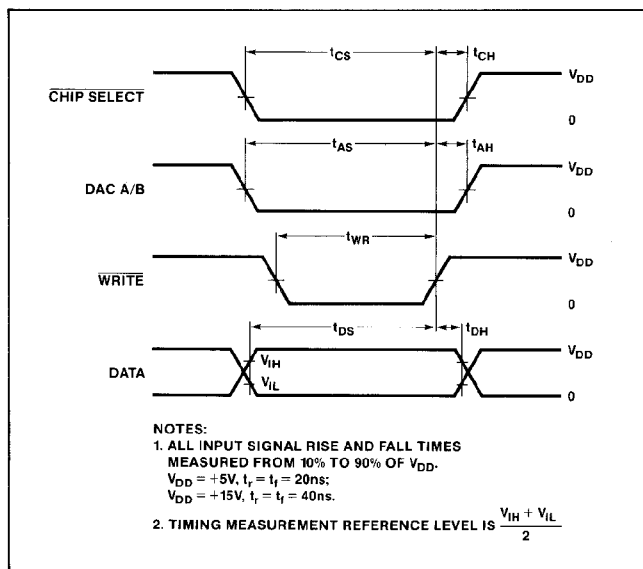 tCS
tCH
CHIP SELECT
VDD
0
tAS
tAH
DAC A/B
VDD
0
tWR
WRITE
VDD
0
tDS
tDH
DATA
VIH
VIL
VDD
0
NOTES:
1. ALL INPUT SIGNAL RISE AND FALL TIMES
MEASURED FROM 10% TO 90% OF VDD.
VDD = +5V, tr = tf = 20ns;
VDD = +15V, tr = tf = 40ns.
2. TIMING MEASUREMENT REFERENCE LEVEL IS VIH + VIL
2